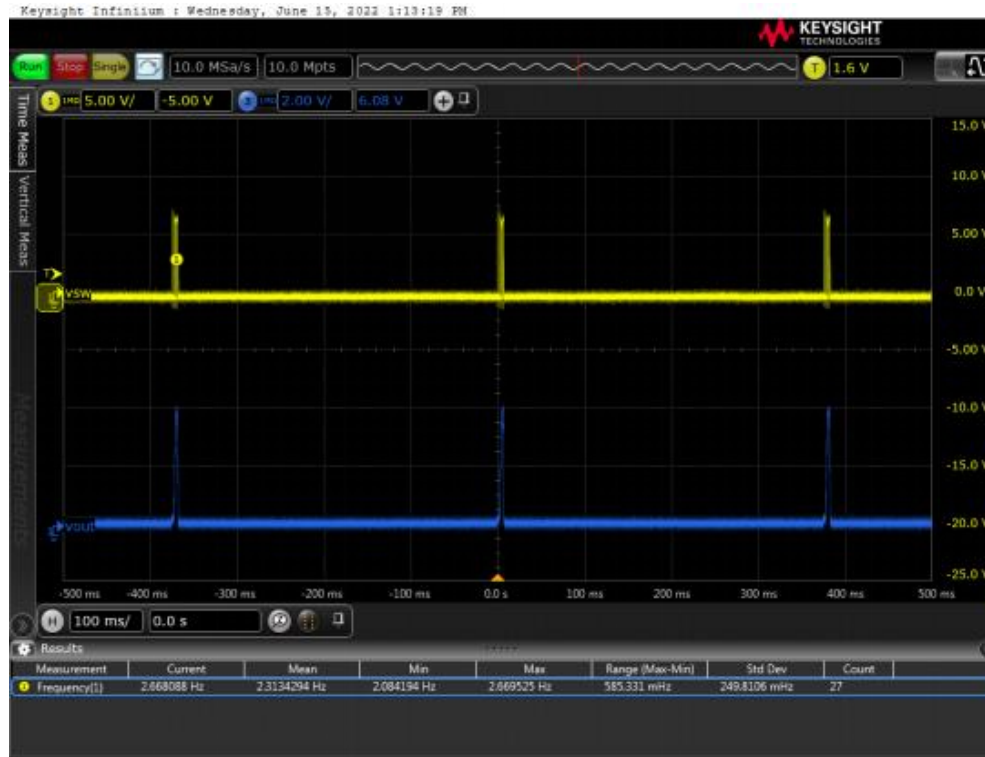 Keysight Infiniium : Wednesday, June 15, 2022 1:13:19 PM
KEYSIGHT
TECHNOLOGIES
Run Stop Single 10.0 MSa/s 10.0 Mpts T 1.6 V
1 1MΩ 5.00 V/ -5.00 V 3 1MΩ 2.00 V/ 6.08 V
Time Meas
Vertical Meas
Measurements
15.0 V
10.0 V
5.00 V
T
1
VSW
0.0 V
-5.00 V
-10.0 V
-15.0 V
VOUT
-20.0 V
-25.0 V
-500 ms -400 ms -300 ms -200 ms -100 ms 0.0 s 100 ms 200 ms 300 ms 400 ms 500 ms
H 100 ms/ 0.0 s
Results
Measurement Current Mean Min Max Range (Max-Min) Std Dev Count
Frequency(1) 2.668088 Hz 2.3134294 Hz 2.084194 Hz 2.669525 Hz 585.331 mHz 249.8106 mHz 27